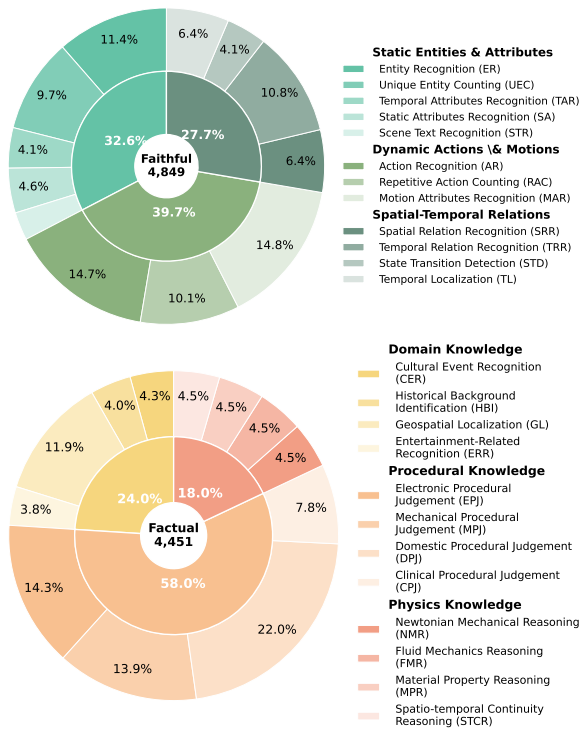 11.4%
6.4%
4.1%
10.8%
6.4%
14.8%
10.1%
14.7%
4.6%
4.1%
9.7%
32.6%
27.7%
39.7%
Faithful
4,849
Static Entities & Attributes
Entity Recognition (ER)
Unique Entity Counting (UEC)
Temporal Attributes Recognition (TAR)
Static Attributes Recognition (SA)
Scene Text Recognition (STR)
Dynamic Actions \& Motions
Action Recognition (AR)
Repetitive Action Counting (RAC)
Motion Attributes Recognition (MAR)
Spatial-Temporal Relations
Spatial Relation Recognition (SRR)
Temporal Relation Recognition (TRR)
State Transition Detection (STD)
Temporal Localization (TL)
4.3%
4.5%
4.5%
4.5%
4.5%
7.8%
22.0%
13.9%
14.3%
3.8%
11.9%
4.0%
24.0%
18.0%
58.0%
Factual
4,451
Domain Knowledge
Cultural Event Recognition
(CER)
Historical Background
Identification (HBI)
Geospatial Localization (GL)
Entertainment-Related
Recognition (ERR)
Procedural Knowledge
Electronic Procedural
Judgement (EPJ)
Mechanical Procedural
Judgement (MPJ)
Domestic Procedural Judgement
(DPJ)
Clinical Procedural Judgement
(CPJ)
Physics Knowledge
Newtonian Mechanical Reasoning
(NMR)
Fluid Mechanics Reasoning
(FMR)
Material Property Reasoning
(MPR)
Spatio-temporal Continuity
Reasoning (STCR)